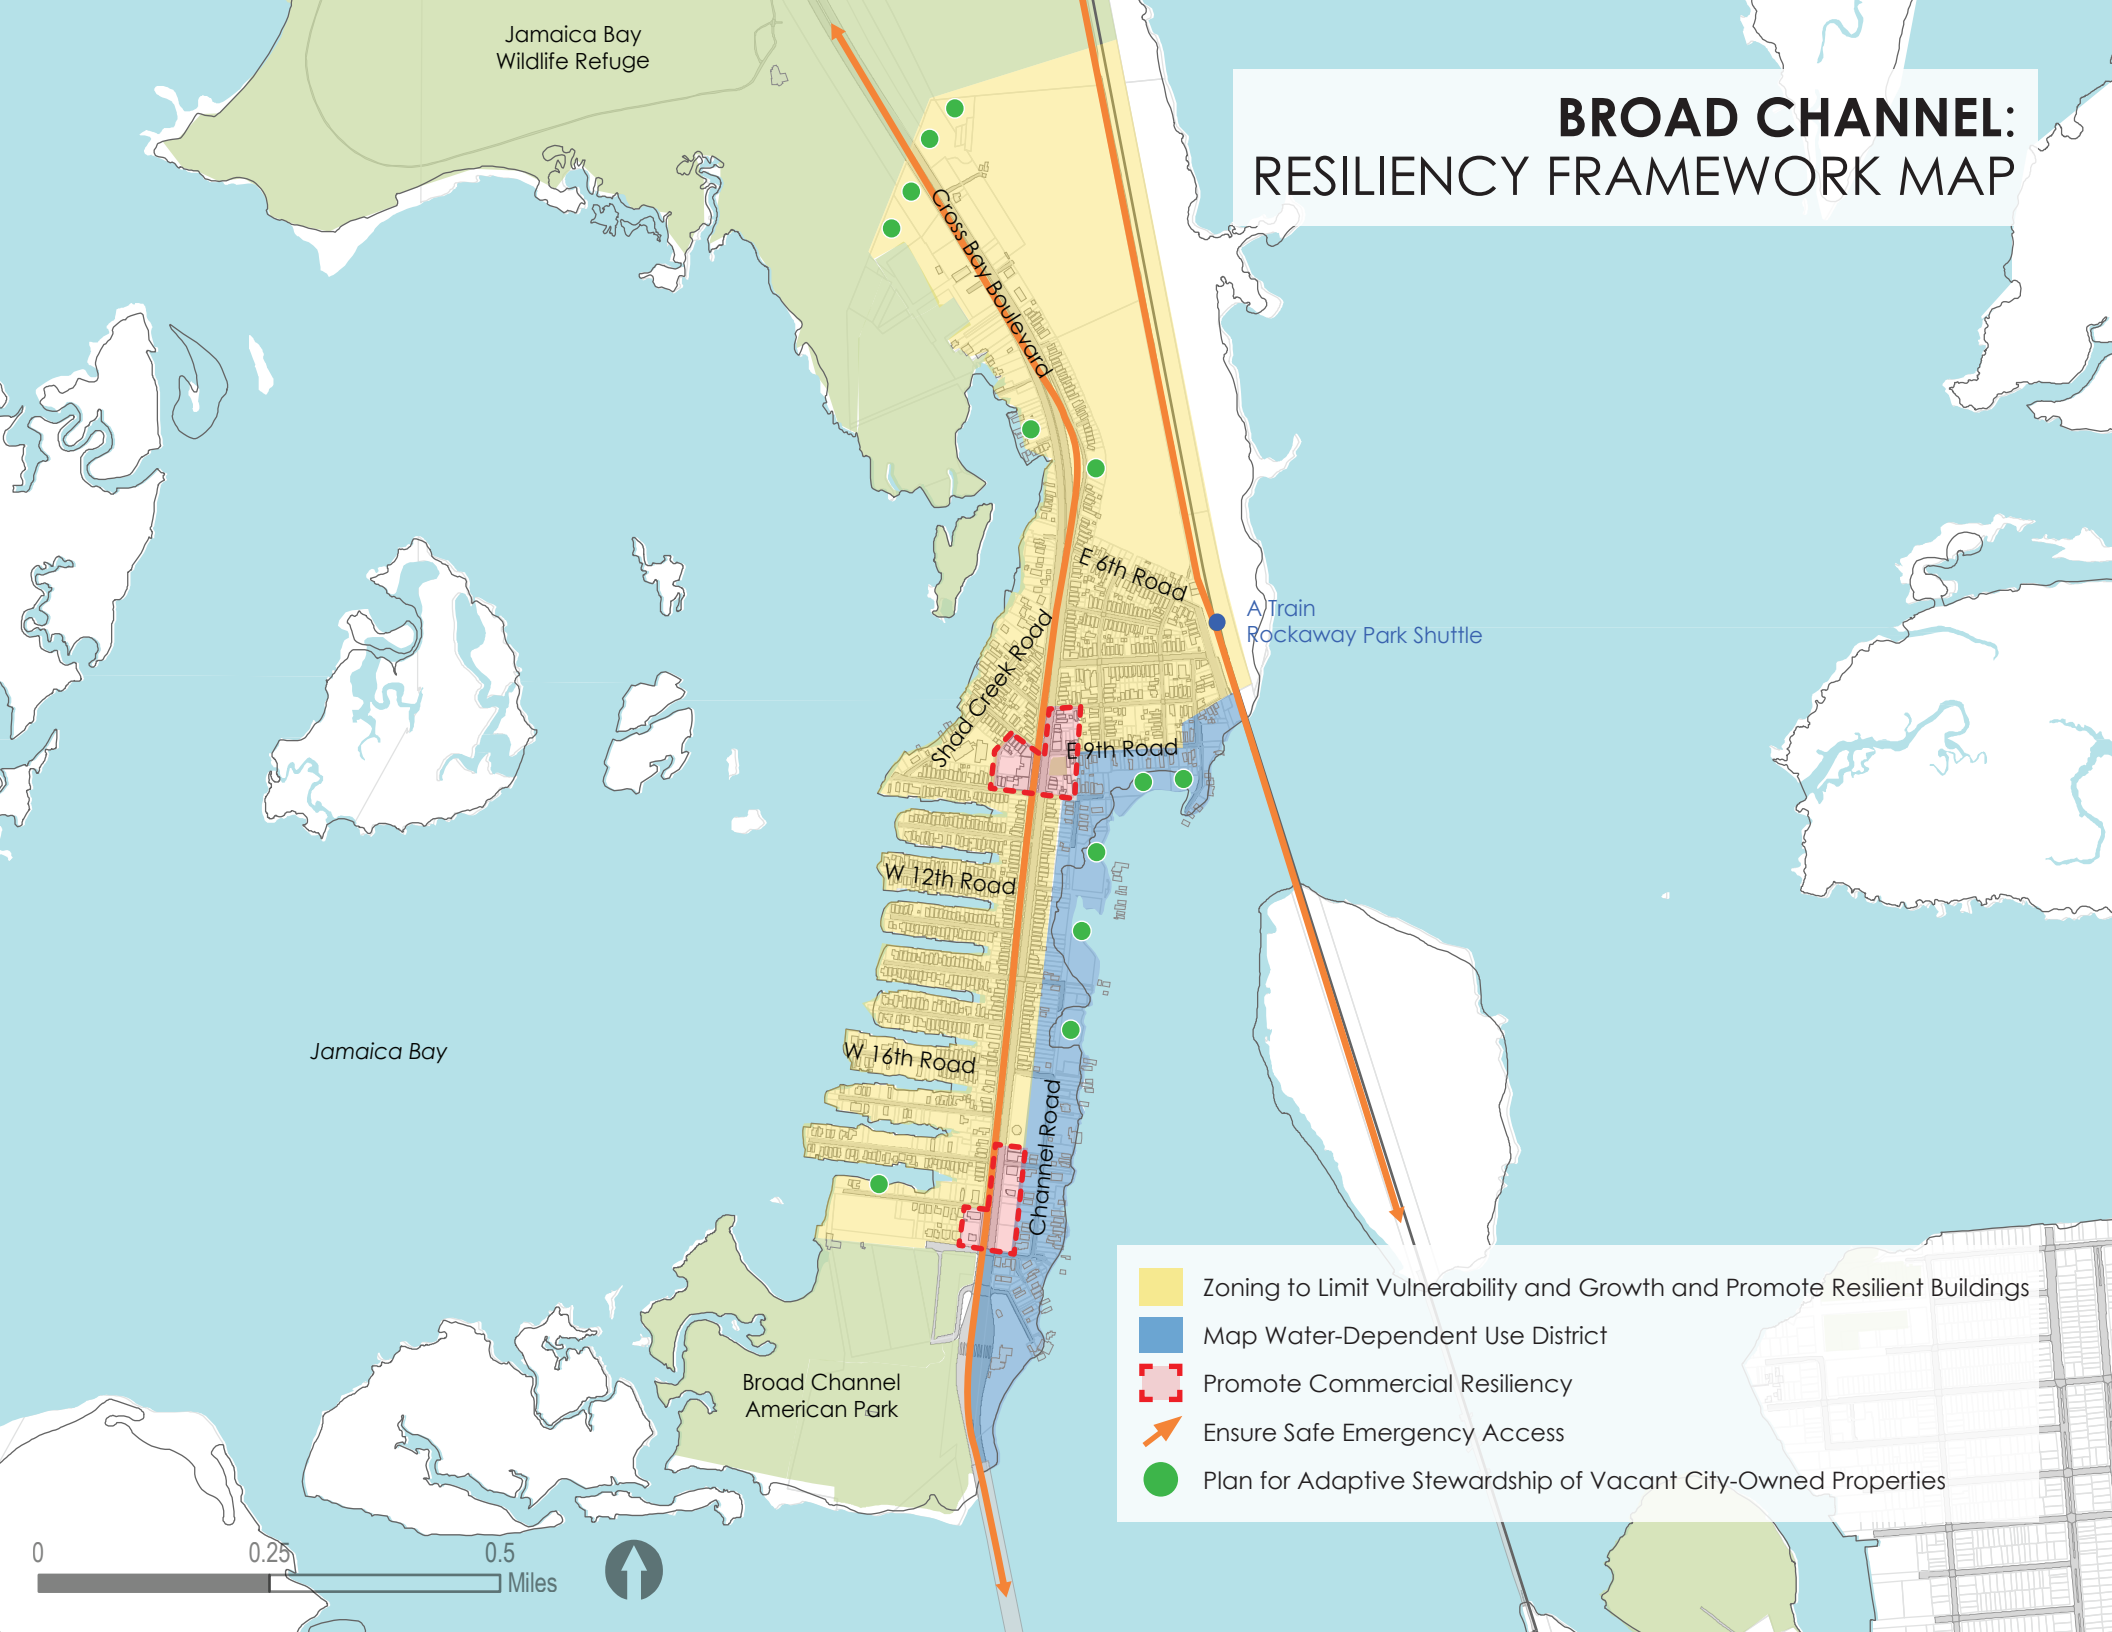 Jamaica Bay
Wildlife Refuge
BROAD CHANNEL:
RESILIENCY FRAMEWORK MAP
Cross Bay Boulevard
E 6th Road
A Train
Rockaway Park Shuttle
Shad Creek Road
E 9th Road
W 12th Road
Jamaica Bay
W 16th Road
Channel Road
Broad Channel
American Park
Zoning to Limit Vulnerability and Growth and Promote Resilient Buildings
Map Water-Dependent Use District
Promote Commercial Resiliency
Ensure Safe Emergency Access
Plan for Adaptive Stewardship of Vacant City-Owned Properties
0 0.25 0.5
Miles